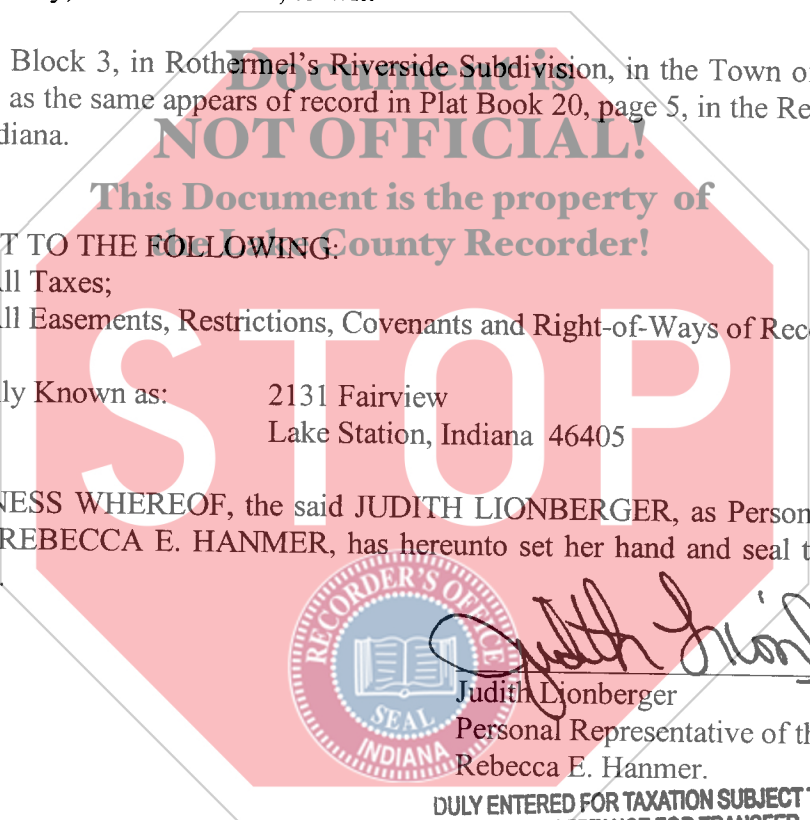 Block 3, in Rothermel's Riverside Subdivision, in the Town o
Document is
as the same appears of record in Plat Book 20, page 5, in the Re
diana.
NOT OFFICIAL!
This Document is the property of
the Lake County Recorder!
T TO THE FOLLOWING:
ll Taxes;
ll Easements, Restrictions, Covenants and Right-of-Ways of Reco
STOP
ly Known as: 2131 Fairview
Lake Station, Indiana 46405
NESS WHEREOF, the said JUDITH LIONBERGER, as Person
REBECCA E. HANMER, has hereunto set her hand and seal t
RECORDER'S OFFICE
SEAL
INDIANA
Judith Lion
Judith Lionberger
Personal Representative of th
Rebecca E. Hanmer.
DULY ENTERED FOR TAXATION SUBJECT T
FOR TRANSFER